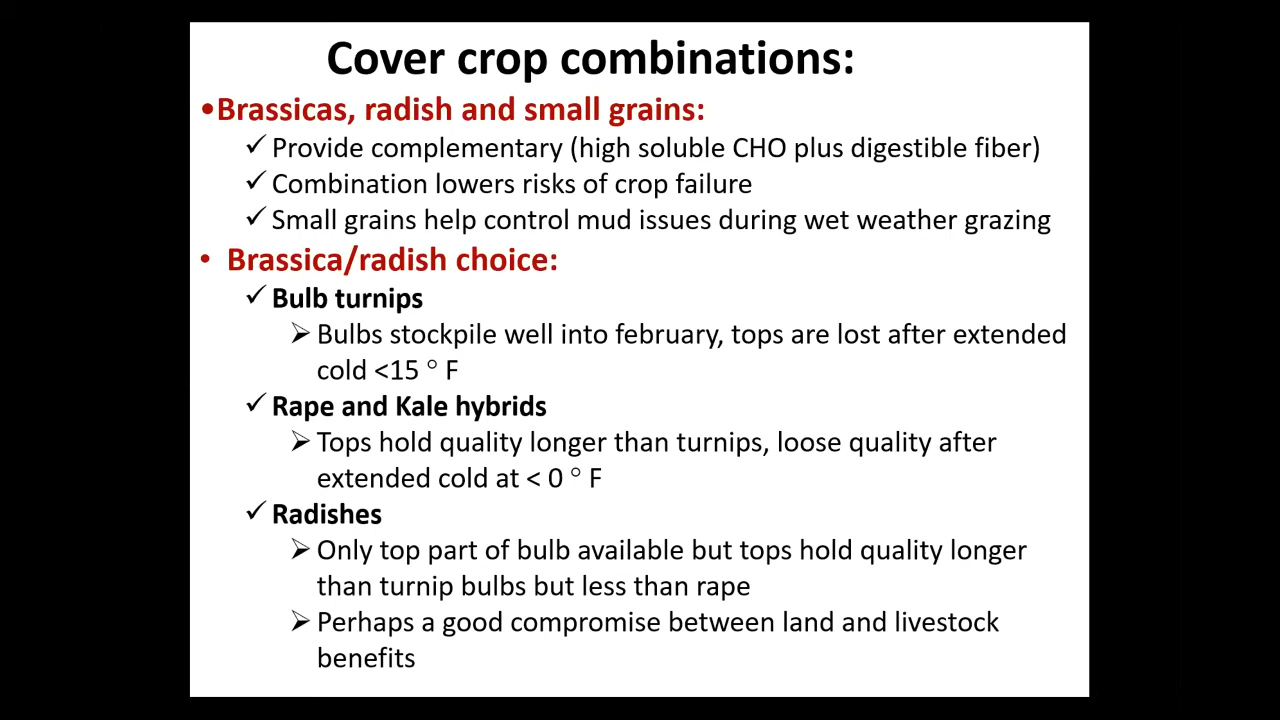 Cover crop combinations:
•Brassicas, radish and small grains:
✓ Provide complementary (high soluble CHO plus digestible fiber)
✓ Combination lowers risks of crop failure
✓ Small grains help control mud issues during wet weather grazing
• Brassica/radish choice:
✓ Bulb turnips
➢ Bulbs stockpile well into february, tops are lost after extended
cold <15 ° F
✓ Rape and Kale hybrids
➢ Tops hold quality longer than turnips, loose quality after
extended cold at < 0 ° F
✓ Radishes
➢ Only top part of bulb available but tops hold quality longer
than turnip bulbs but less than rape
➢ Perhaps a good compromise between land and livestock
benefits